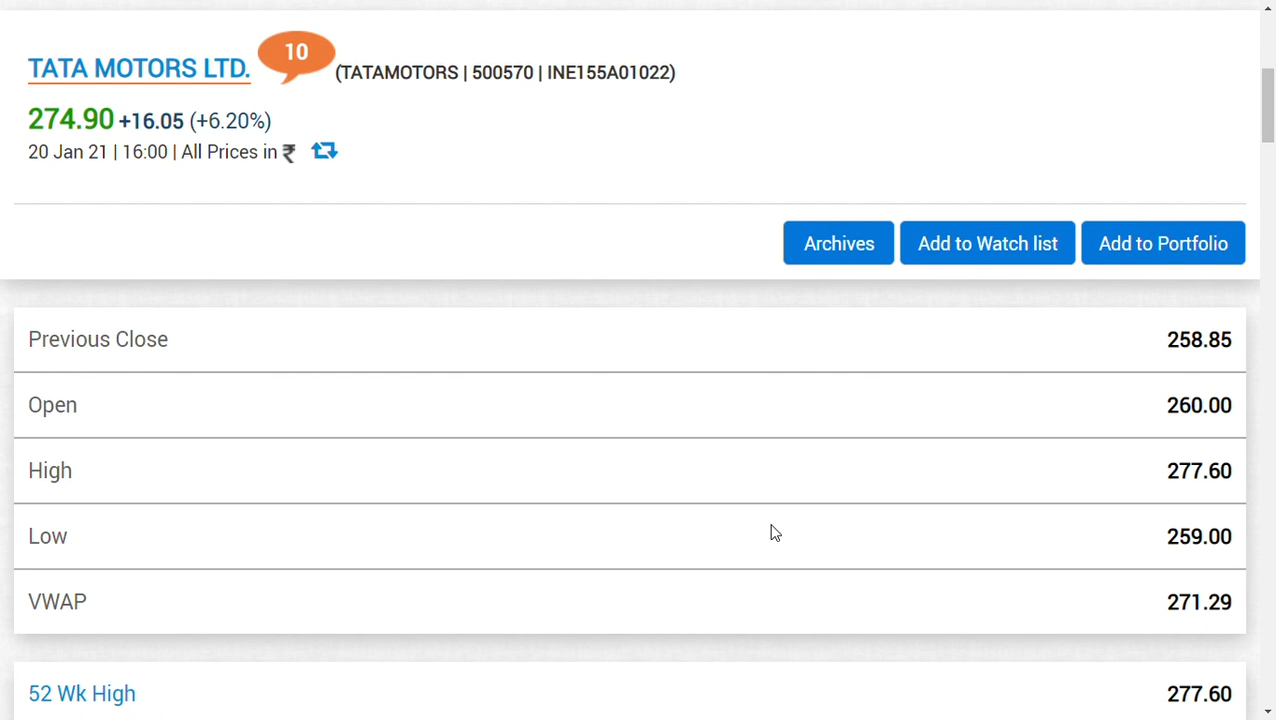 TATA MOTORS LTD. 10 (TATAMOTORS | 500570 | INE155A01022)
274.90 +16.05 (+6.20%)
20 Jan 21 | 16:00 | All Prices in ₹
Archives Add to Watch list Add to Portfolio
Previous Close 258.85
Open 260.00
High 277.60
Low 259.00
VWAP 271.29
52 Wk High 277.60